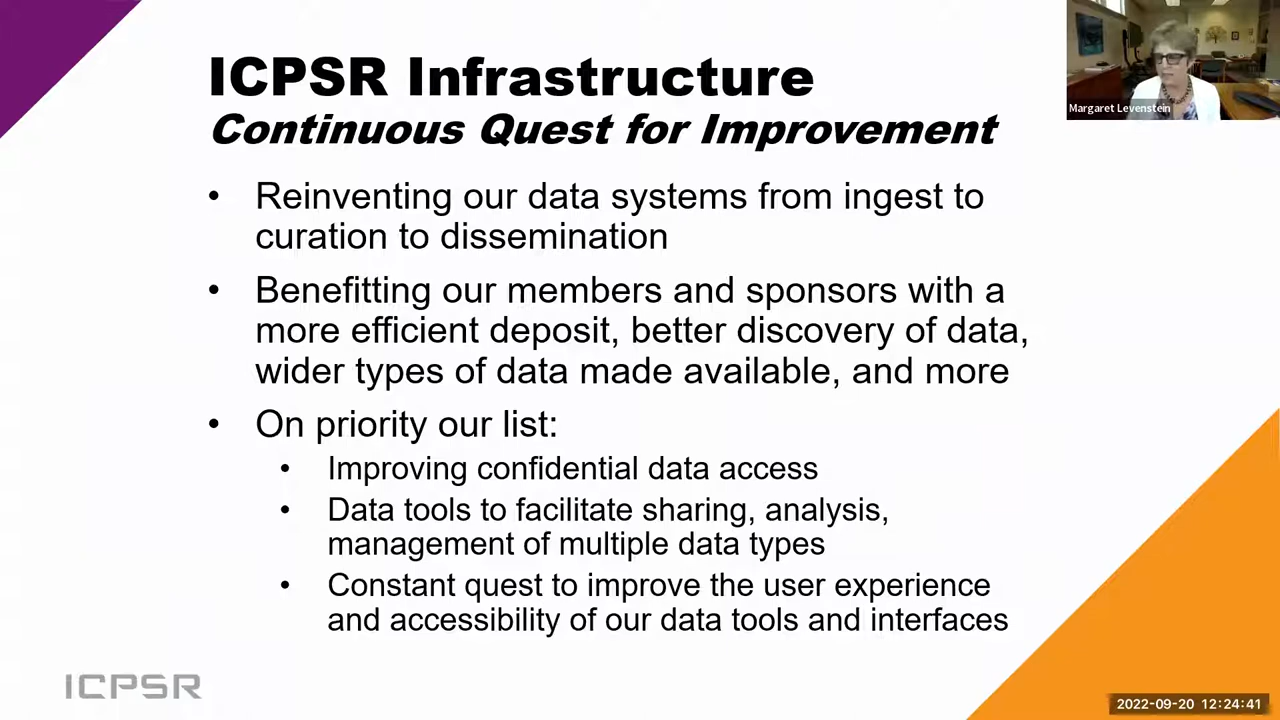 ICPSR Infrastructure
Continuous Quest for Improvement
Margaret Levenstein
• Reinventing our data systems from ingest to
curation to dissemination
• Benefitting our members and sponsors with a
more efficient deposit, better discovery of data,
wider types of data made available, and more
• On priority our list:
• Improving confidential data access
• Data tools to facilitate sharing, analysis,
management of multiple data types
• Constant quest to improve the user experience
and accessibility of our data tools and interfaces
ICPSR
2022-09-20 12:24:41